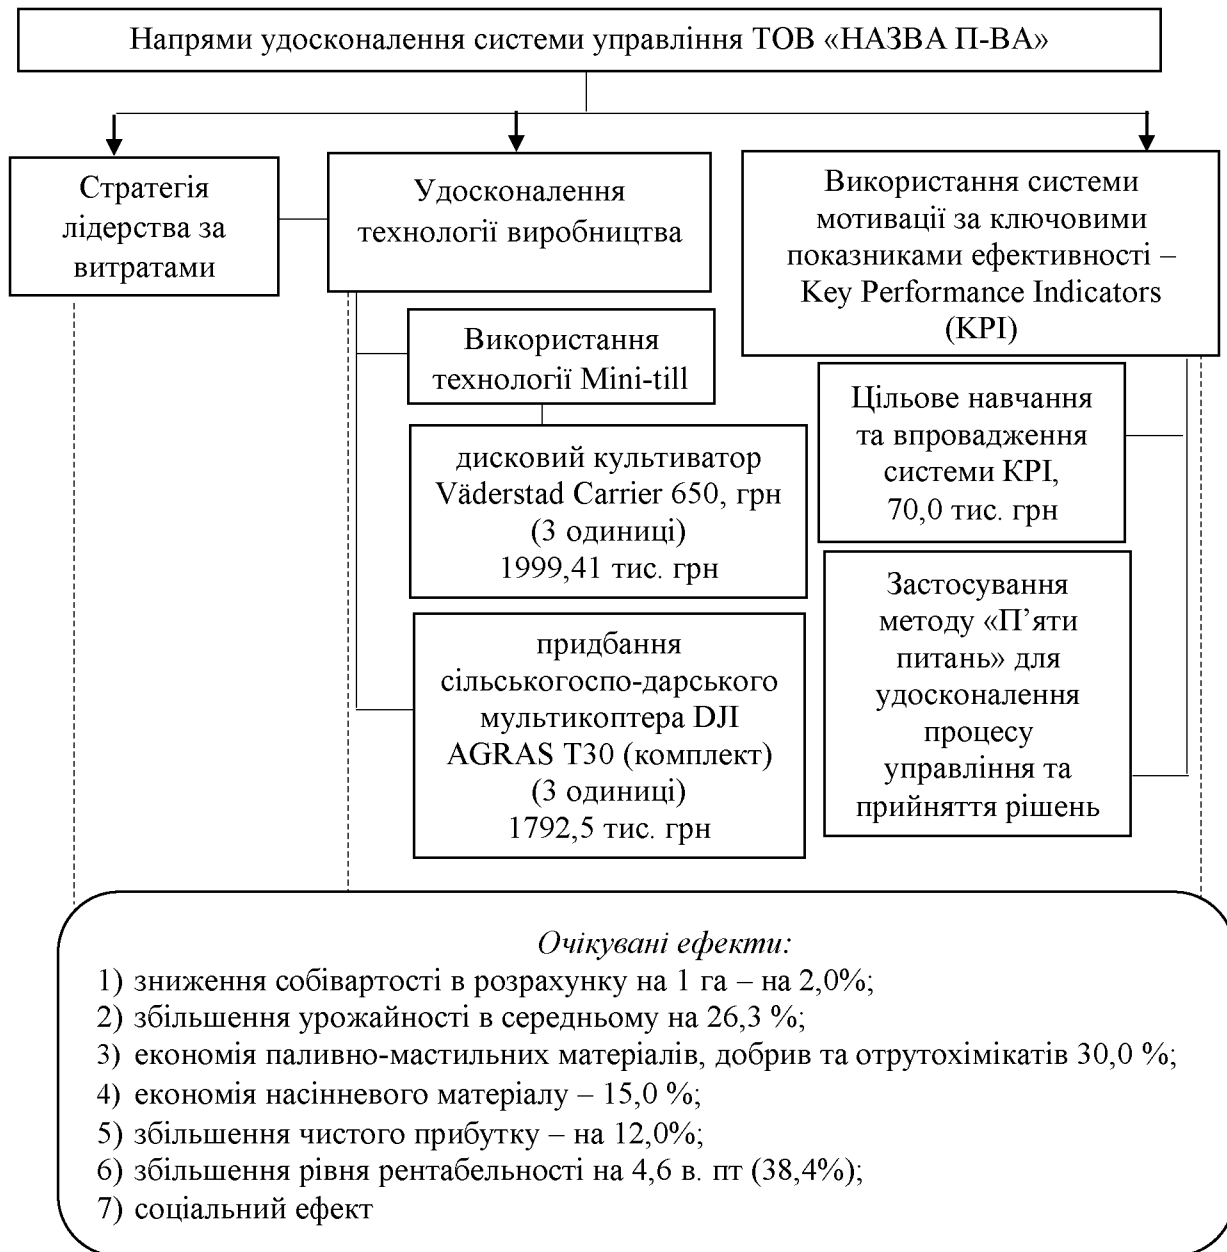 Напрями удосконалення системи управління ТОВ «НАЗВА П-ВА»
Стратегія
лідерства за
витратами
Удосконалення
технології виробництва
Використання системи
мотивації за ключовими
показниками ефективності –
Key Performance Indicators
(KPI)
Використання
технології Mini-till
дисковий культиватор
Väderstad Carrier 650, грн
(3 одиниці)
1999,41 тис. грн
придбання
сільськогоспо-дарського
мультикоптера DJI
AGRAS T30 (комплект)
(3 одиниці)
1792,5 тис. грн
Цільове навчання
та впровадження
системи КРІ,
70,0 тис. грн
Застосування
методу «П’яти
питань» для
удосконалення
процесу
управління та
прийняття рішень
Очікувані ефекти:
1) зниження собівартості в розрахунку на 1 га – на 2,0%;
2) збільшення урожайності в середньому на 26,3 %;
3) економія паливно-мастильних матеріалів, добрив та отрутохімікатів 30,0 %;
4) економія насінневого матеріалу – 15,0 %;
5) збільшення чистого прибутку – на 12,0%;
6) збільшення рівня рентабельності на 4,6 в. пт (38,4%);
7) соціальний ефект